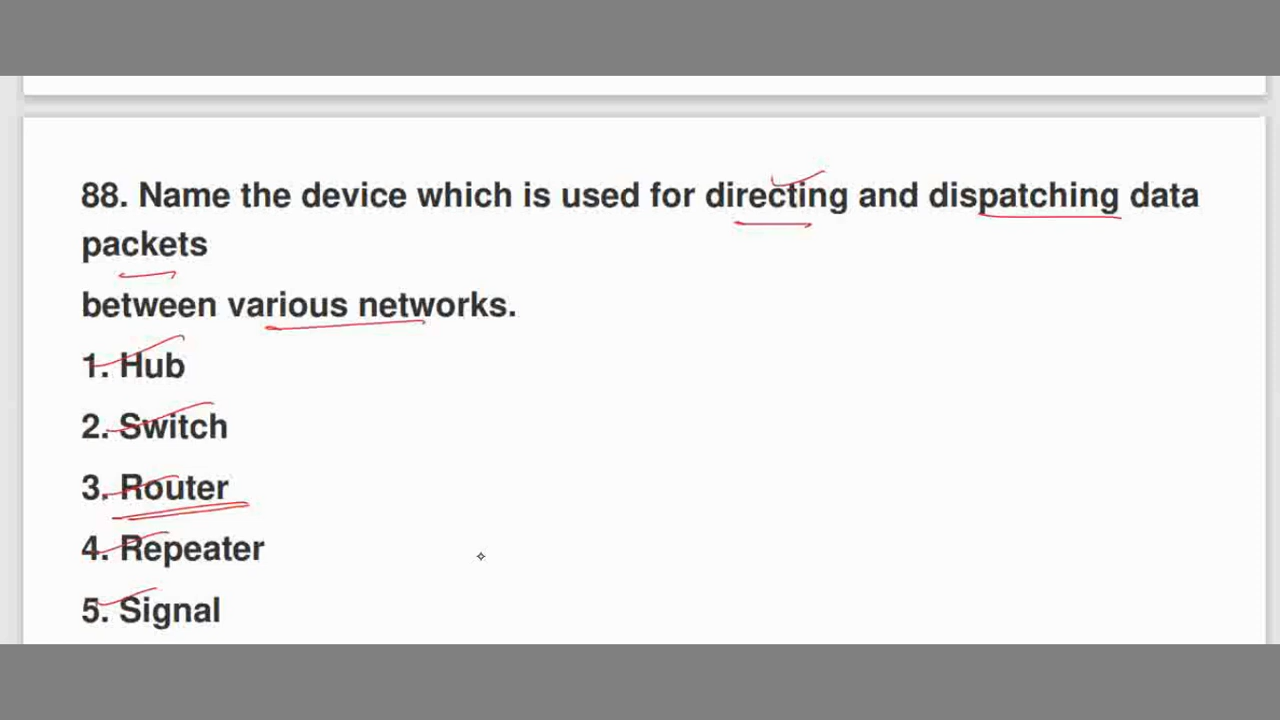 88. Name the device which is used for directing and dispatching data
packets
between various networks.
1. Hub
2. Switch
3. Router
4. Repeater
5. Signal